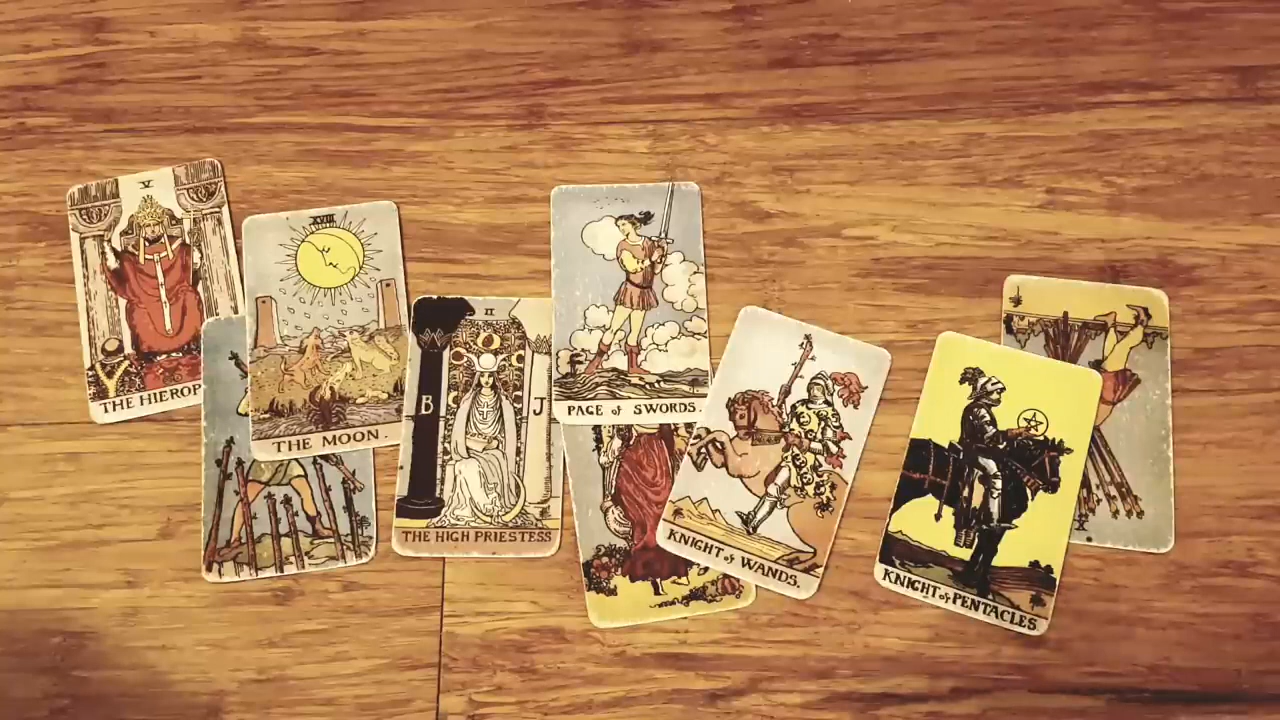 V
THE HIEROP
XVIII
THE MOON.
II
B J
THE HIGH PRIESTESS
PAGE of SWORDS.
KNIGHT of WANDS.
KNIGHT of PENTACLES
X